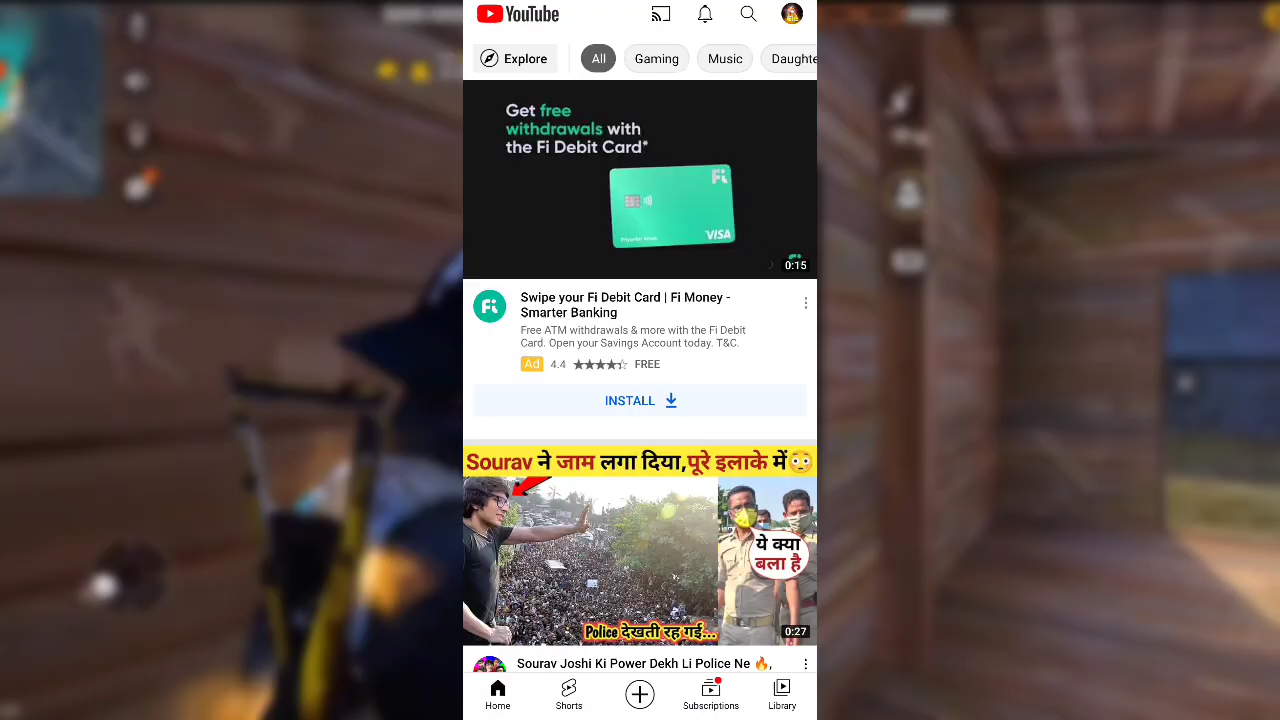 YouTube
Explore
All
Gaming
Music
Daughte
Get free
withdrawals with
the Fi Debit Card*
Fi
VISA
0:15
Fi
Swipe your Fi Debit Card | Fi Money -
Smarter Banking
Free ATM withdrawals & more with the Fi Debit
Card. Open your Savings Account today. T&C.
Ad 4.4 ★★★★☆ FREE
INSTALL
Sourav ने जाम लगा दिया,पूरे इलाके में😳
ये क्या
बला है
Police देखती रह गई...
0:27
Sourav Joshi Ki Power Dekh Li Police Ne 🔥,
Home
Shorts
Subscriptions
Library